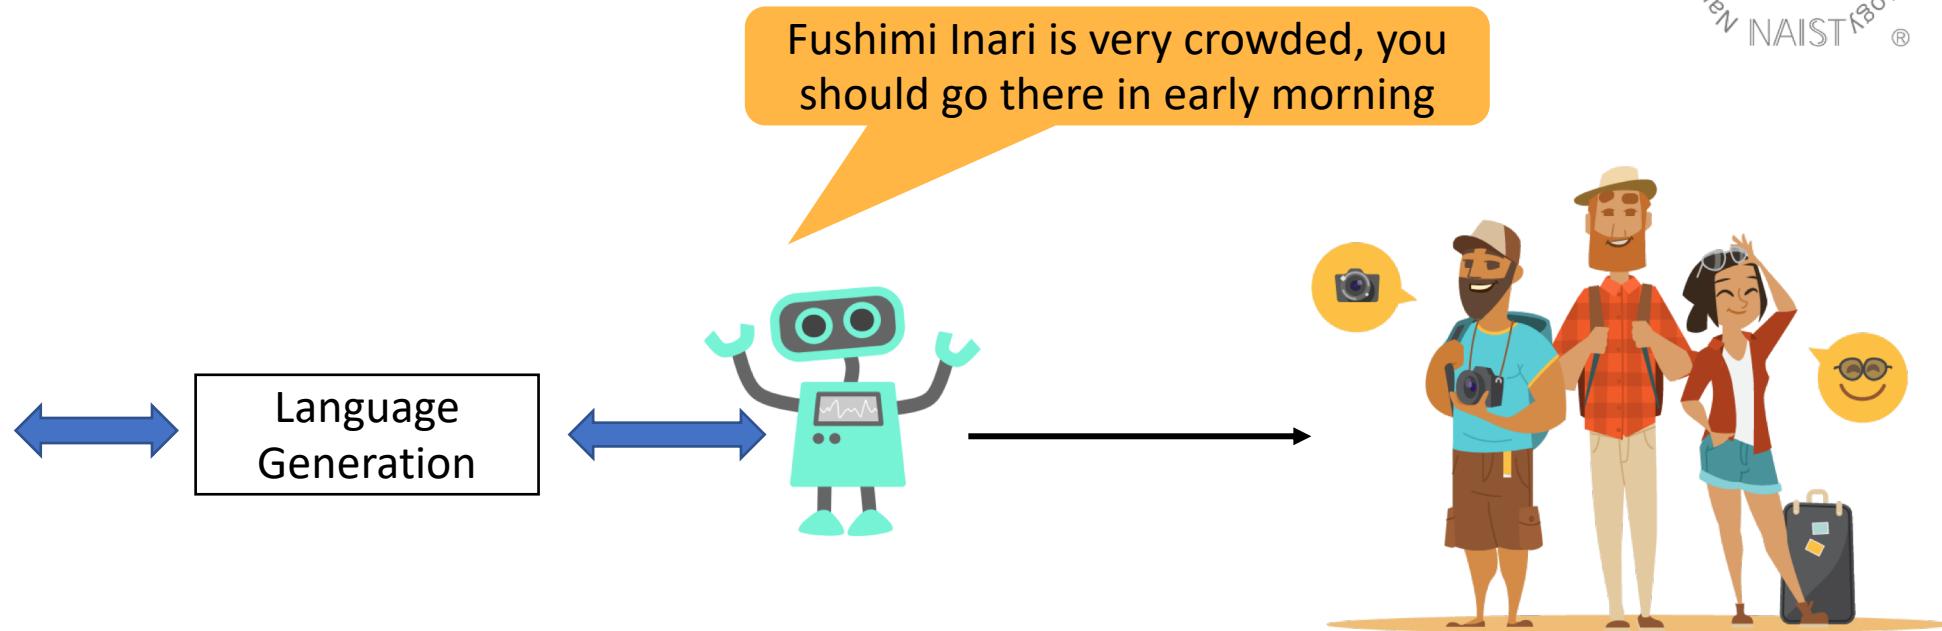 NAIST
®
Fushimi Inari is very crowded, you
should go there in early morning
Language
Generation